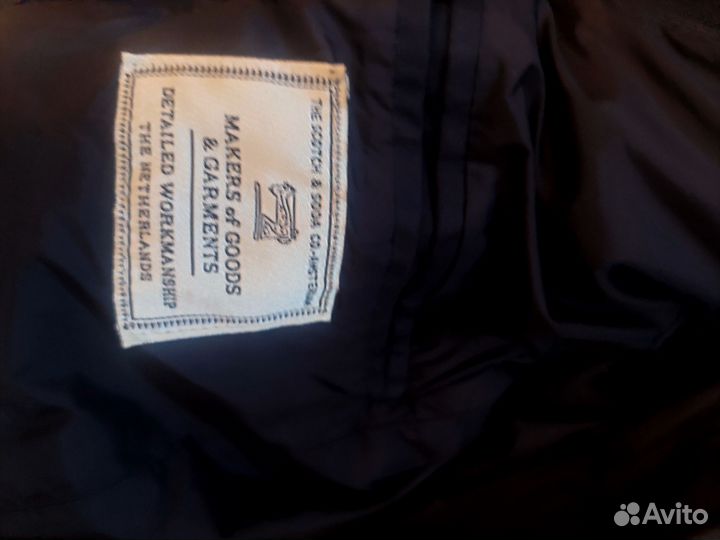 THE SCOTCH & SODA CO-AMSTERDAM
MAKERS of GOODS
& GARMENTS
DETAILED WORKMANSHIP
THE NETHERLANDS
Avito